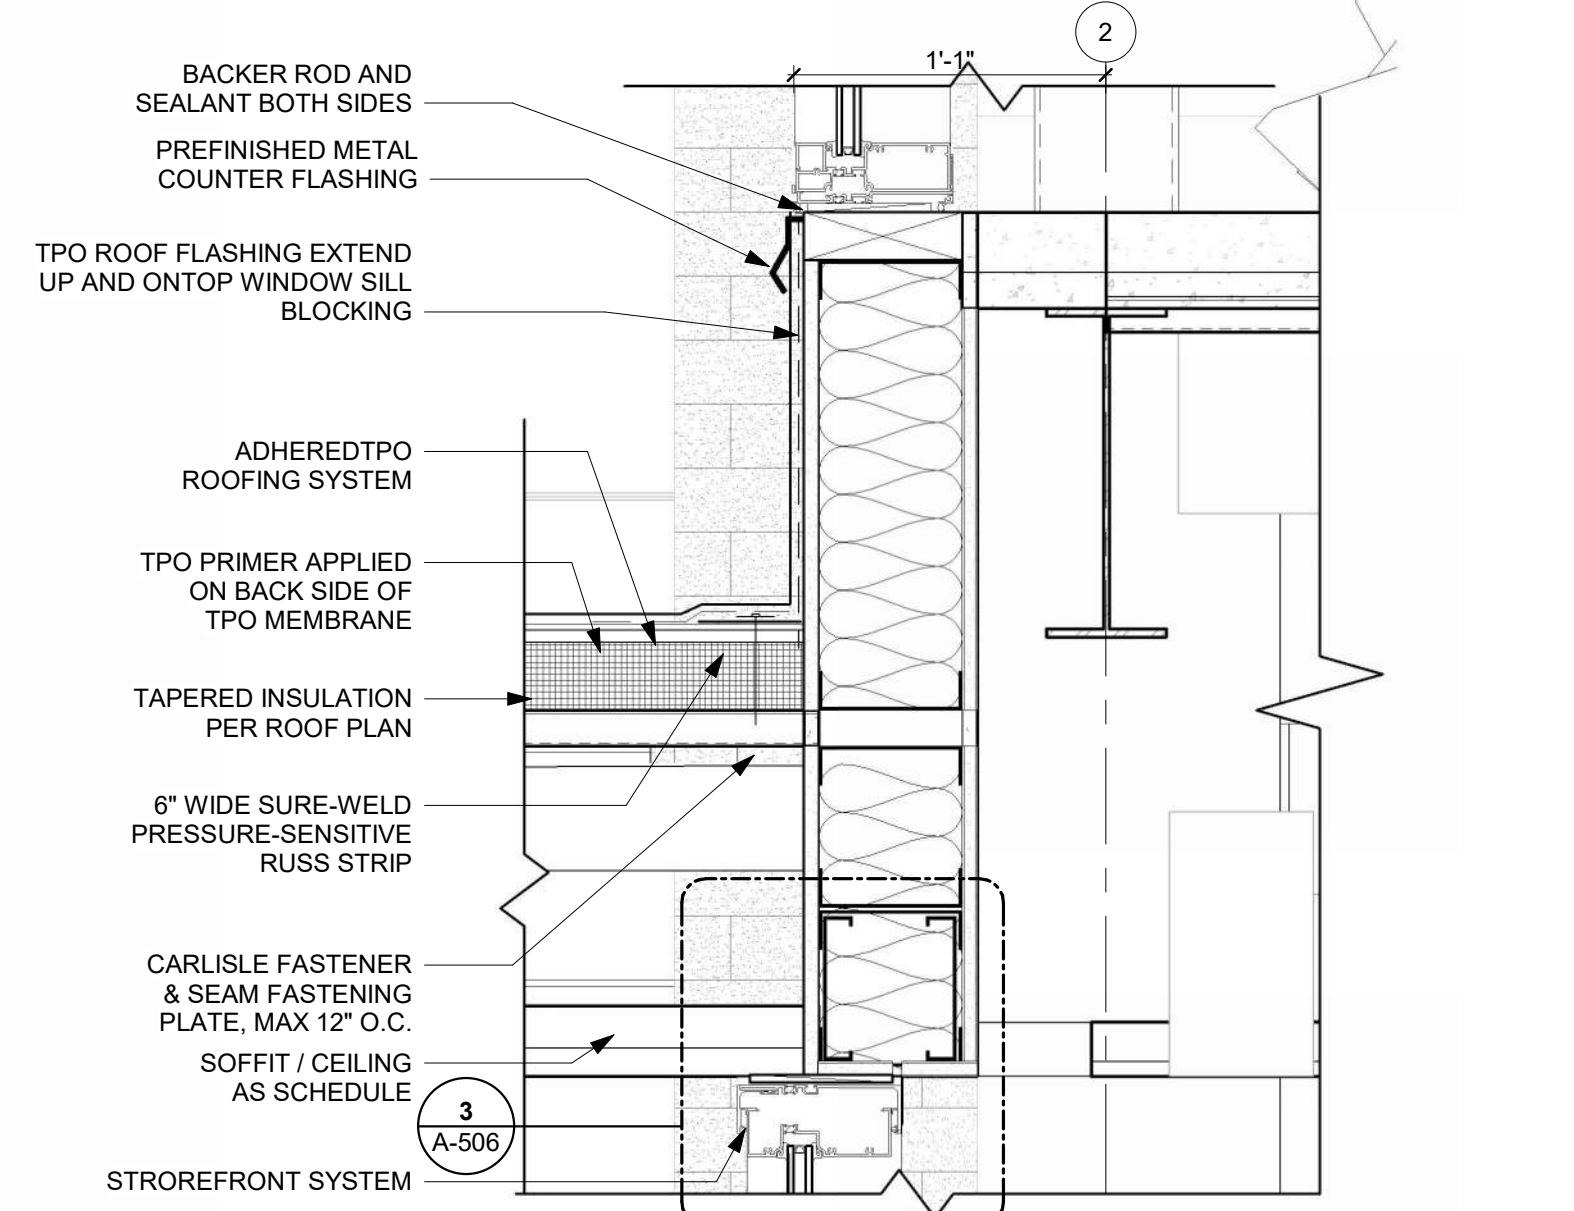 2
1'-1"
BACKER ROD AND
SEALANT BOTH SIDES
PREFINISHED METAL
COUNTER FLASHING
TPO ROOF FLASHING EXTEND
UP AND ONTOP WINDOW SILL
BLOCKING
ADHEREDTPO
ROOFING SYSTEM
TPO PRIMER APPLIED
ON BACK SIDE OF
TPO MEMBRANE
TAPERED INSULATION
PER ROOF PLAN
6" WIDE SURE-WELD
PRESSURE-SENSITIVE
RUSS STRIP
CARLISLE FASTENER
& SEAM FASTENING
PLATE, MAX 12" O.C.
SOFFIT / CEILING
AS SCHEDULE
3
A-506
STROREFRONT SYSTEM